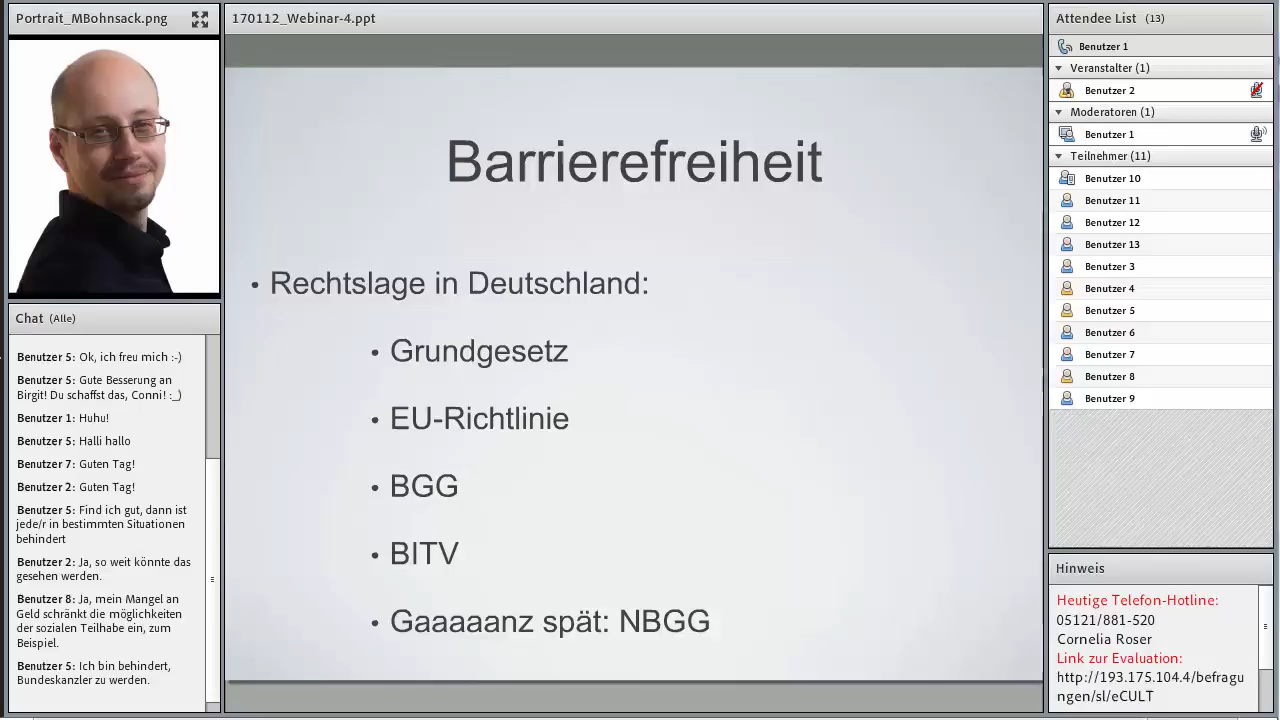 Portrait_MBohnsack.png
Chat (Alle)
Benutzer 5: Ok, ich freu mich :-)
Benutzer 5: Gute Besserung an
Birgit! Du schaffst das, Conni! :_)
Benutzer 1: Huhu!
Benutzer 5: Halli hallo
Benutzer 7: Guten Tag!
Benutzer 2: Guten Tag!
Benutzer 5: Find ich gut, dann ist
jede/r in bestimmten Situationen
behindert
Benutzer 2: Ja, so weit könnte das
gesehen werden.
Benutzer 8: Ja, mein Mangel an
Geld schränkt die möglichkeiten
der sozialen Teilhabe ein, zum
Beispiel.
Benutzer 5: Ich bin behindert,
Bundeskanzler zu werden.
170112_Webinar-4.ppt
Barrierefreiheit
• Rechtslage in Deutschland:
• Grundgesetz
• EU-Richtlinie
• BGG
• BITV
• Gaaaaanz spät: NBGG
Attendee List (13)
Benutzer 1
Veranstalter (1)
Benutzer 2
Moderatoren (1)
Benutzer 1
Teilnehmer (11)
Benutzer 10
Benutzer 11
Benutzer 12
Benutzer 13
Benutzer 3
Benutzer 4
Benutzer 5
Benutzer 6
Benutzer 7
Benutzer 8
Benutzer 9
Hinweis
Heutige Telefon-Hotline:
05121/881-520
Cornelia Roser
Link zur Evaluation:
http://193.175.104.4/befragu
ngen/sl/eCULT